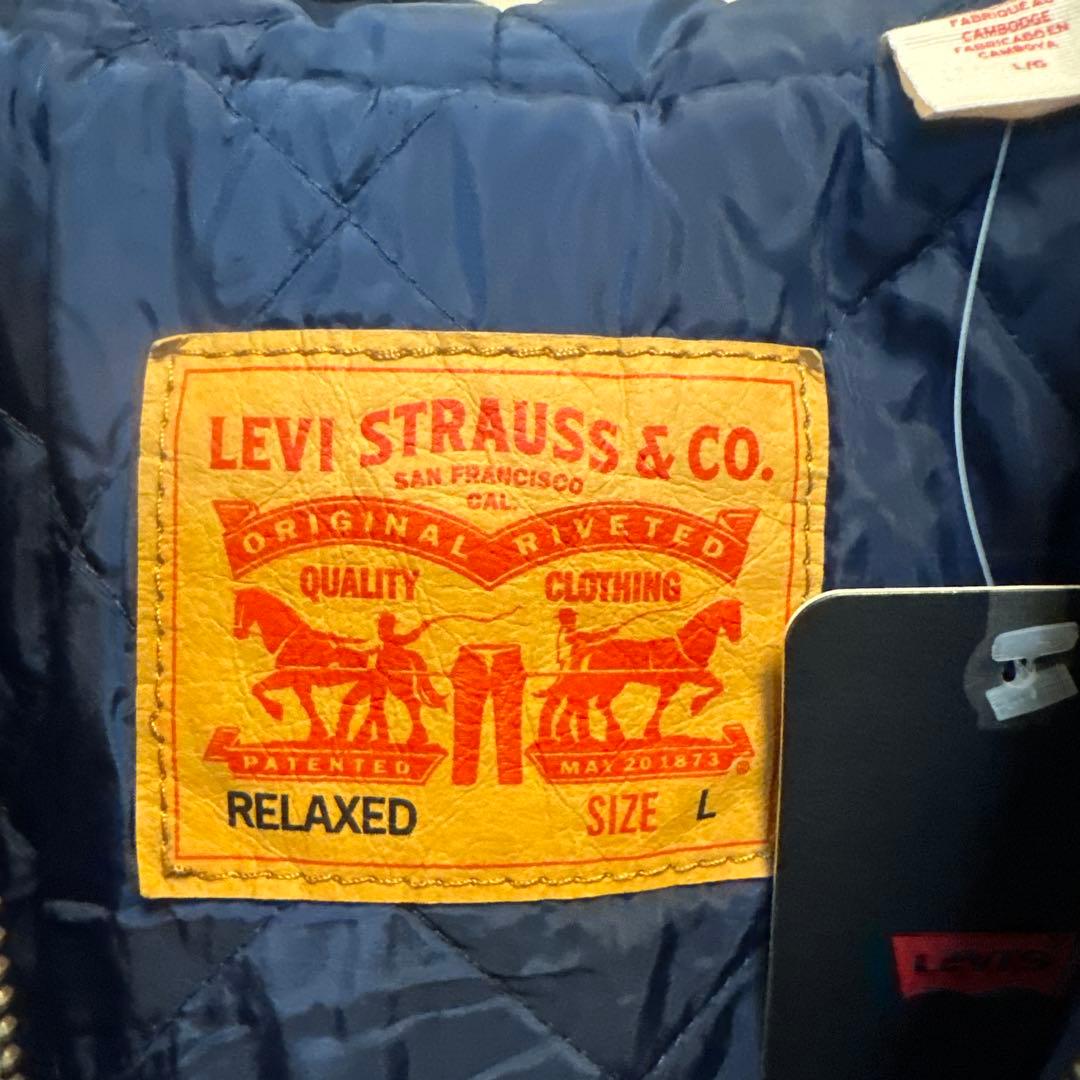 FABRIQUE AU
CAMBODGE
FABRICADO EN
CAMBOYA
L/G
LEVI STRAUSS & CO.
SAN FRANCISCO
CAL.
ORIGINAL RIVETED
QUALITY CLOTHING
PATENTED MAY 20 1873 ®
RELAXED SIZE L
LEVI'S